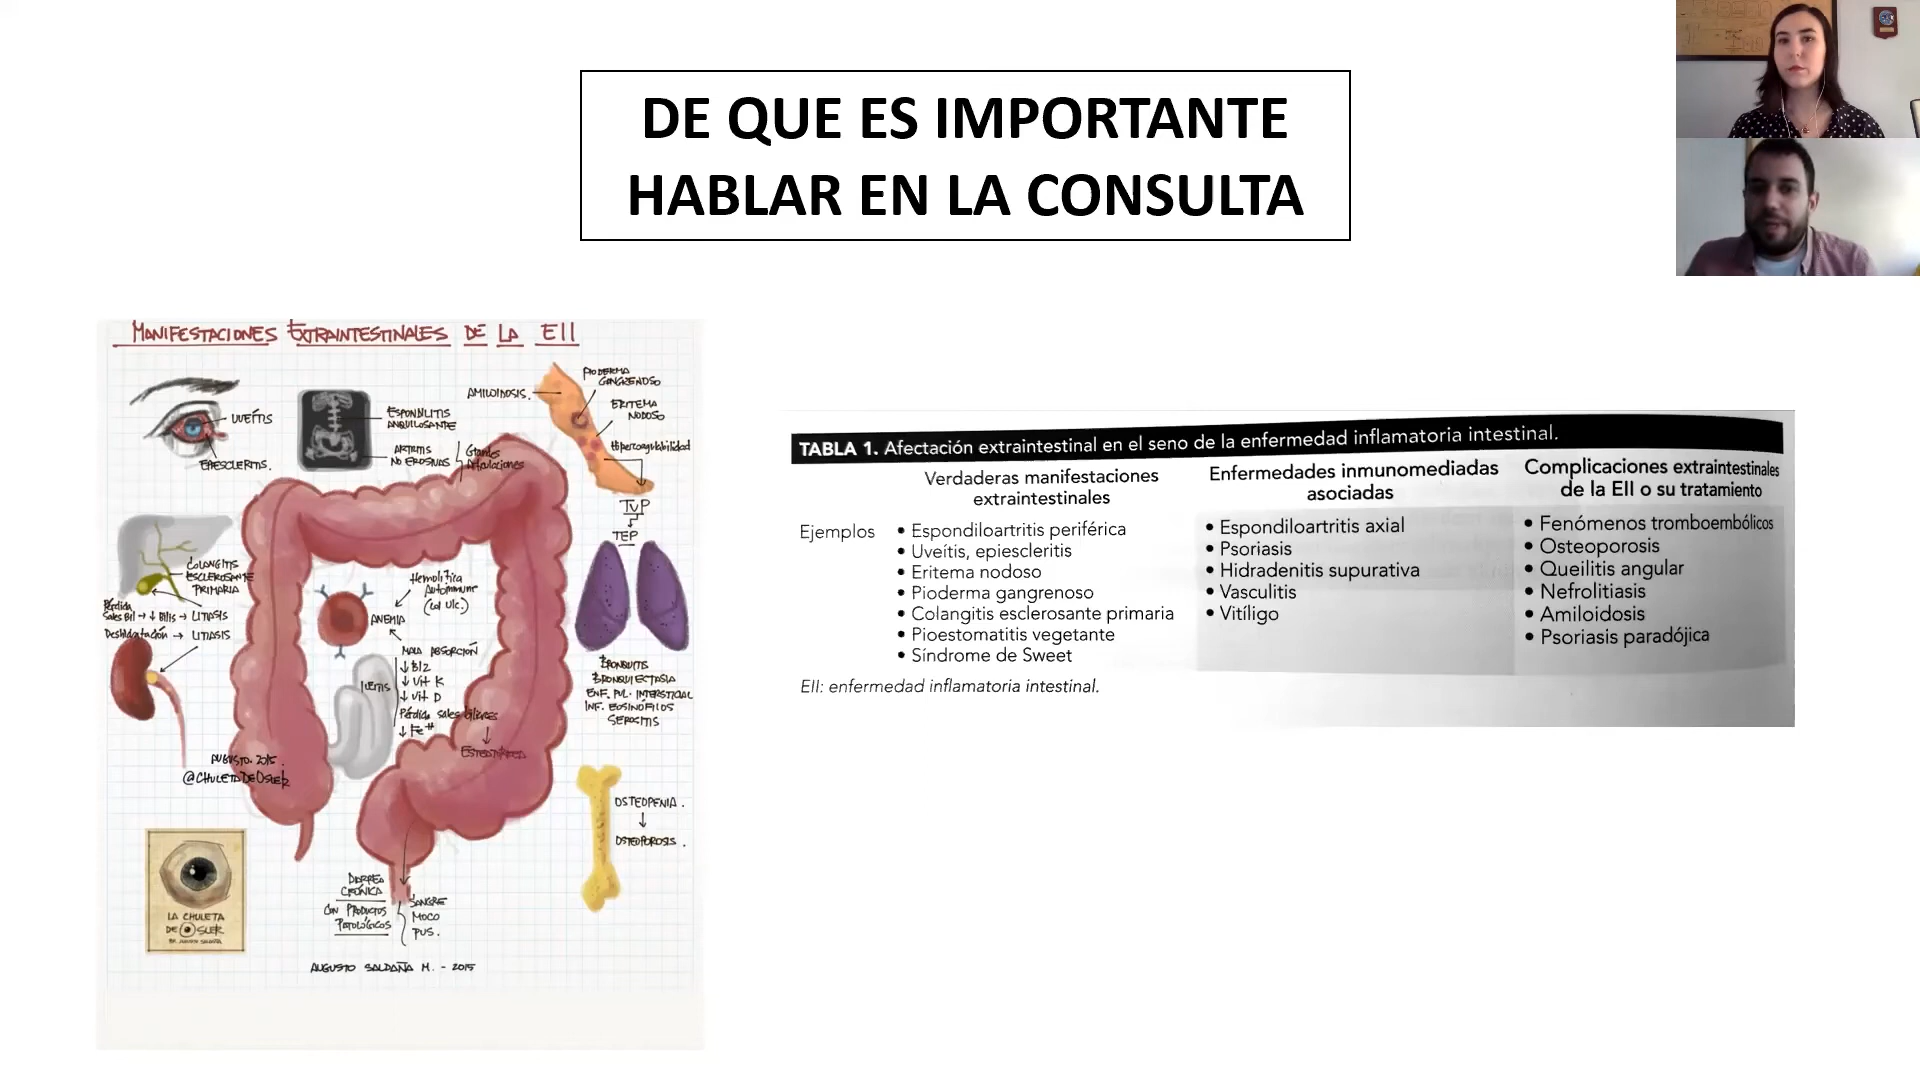 DE QUE ES IMPORTANTE
HABLAR EN LA CONSULTA
MANIFESTACIONES EXTRAINTESTINALES DE LA EII
UVEÍTIS
EPIESCLERITIS.
ESPONDILITIS
ANQUILOSANTE
ARTRITIS
NO EROSIVAS
Grandes
Articulaciones
AMILOIDOSIS.
PIODERMA
GANGRENOSO
ERITEMA
NODOSO
Hipercoagulabilidad
TVP
TEP
COLANGITIS
ESCLEROSANTE
PRIMARIA
Pérdida
Sales Bil → ↓ Bilis → LITIASIS
Deshidratación → LITIASIS
Hemolítica
Autoinmune
(Col Ulc.)
ANEMIA
MALA ABSORCIÓN
↓ B12
↓ Vit K
↓ Vit D
Pérdida sales biliares
↓ Fe
ILEITIS
BRONQUITIS
BRONQUIECTASIA
ENF. PUL. INTERSTICIAL
INF. EOSINÓFILOS
SEROSITIS
AUGUSTO. 2015.
@CHULETADEOSLER
OSTEOPENIA.
↓
OSTEOPOROSIS.
LA CHULETA
DE OSLER
DIARREA
CRÓNICA
CON PRODUCTOS
PATOLÓGICOS
SANGRE
MOCO
PUS.
AUGUSTO SALDAÑA M. - 2015
TABLA 1. Afectación extraintestinal en el seno de la enfermedad inflamatoria intestinal.
Verdaderas manifestaciones
extraintestinales
Ejemplos
• Espondiloartritis periférica
• Uveítis, epiescleritis
• Eritema nodoso
• Pioderma gangrenoso
• Colangitis esclerosante primaria
• Pioestomatitis vegetante
• Síndrome de Sweet
Enfermedades inmunomediadas
asociadas
• Espondiloartritis axial
• Psoriasis
• Hidradenitis supurativa
• Vasculitis
• Vitíligo
Complicaciones extraintestinales
de la EII o su tratamiento
• Fenómenos tromboembólicos
• Osteoporosis
• Queilitis angular
• Nefrolitiasis
• Amiloidosis
• Psoriasis paradójica
EII: enfermedad inflamatoria intestinal.